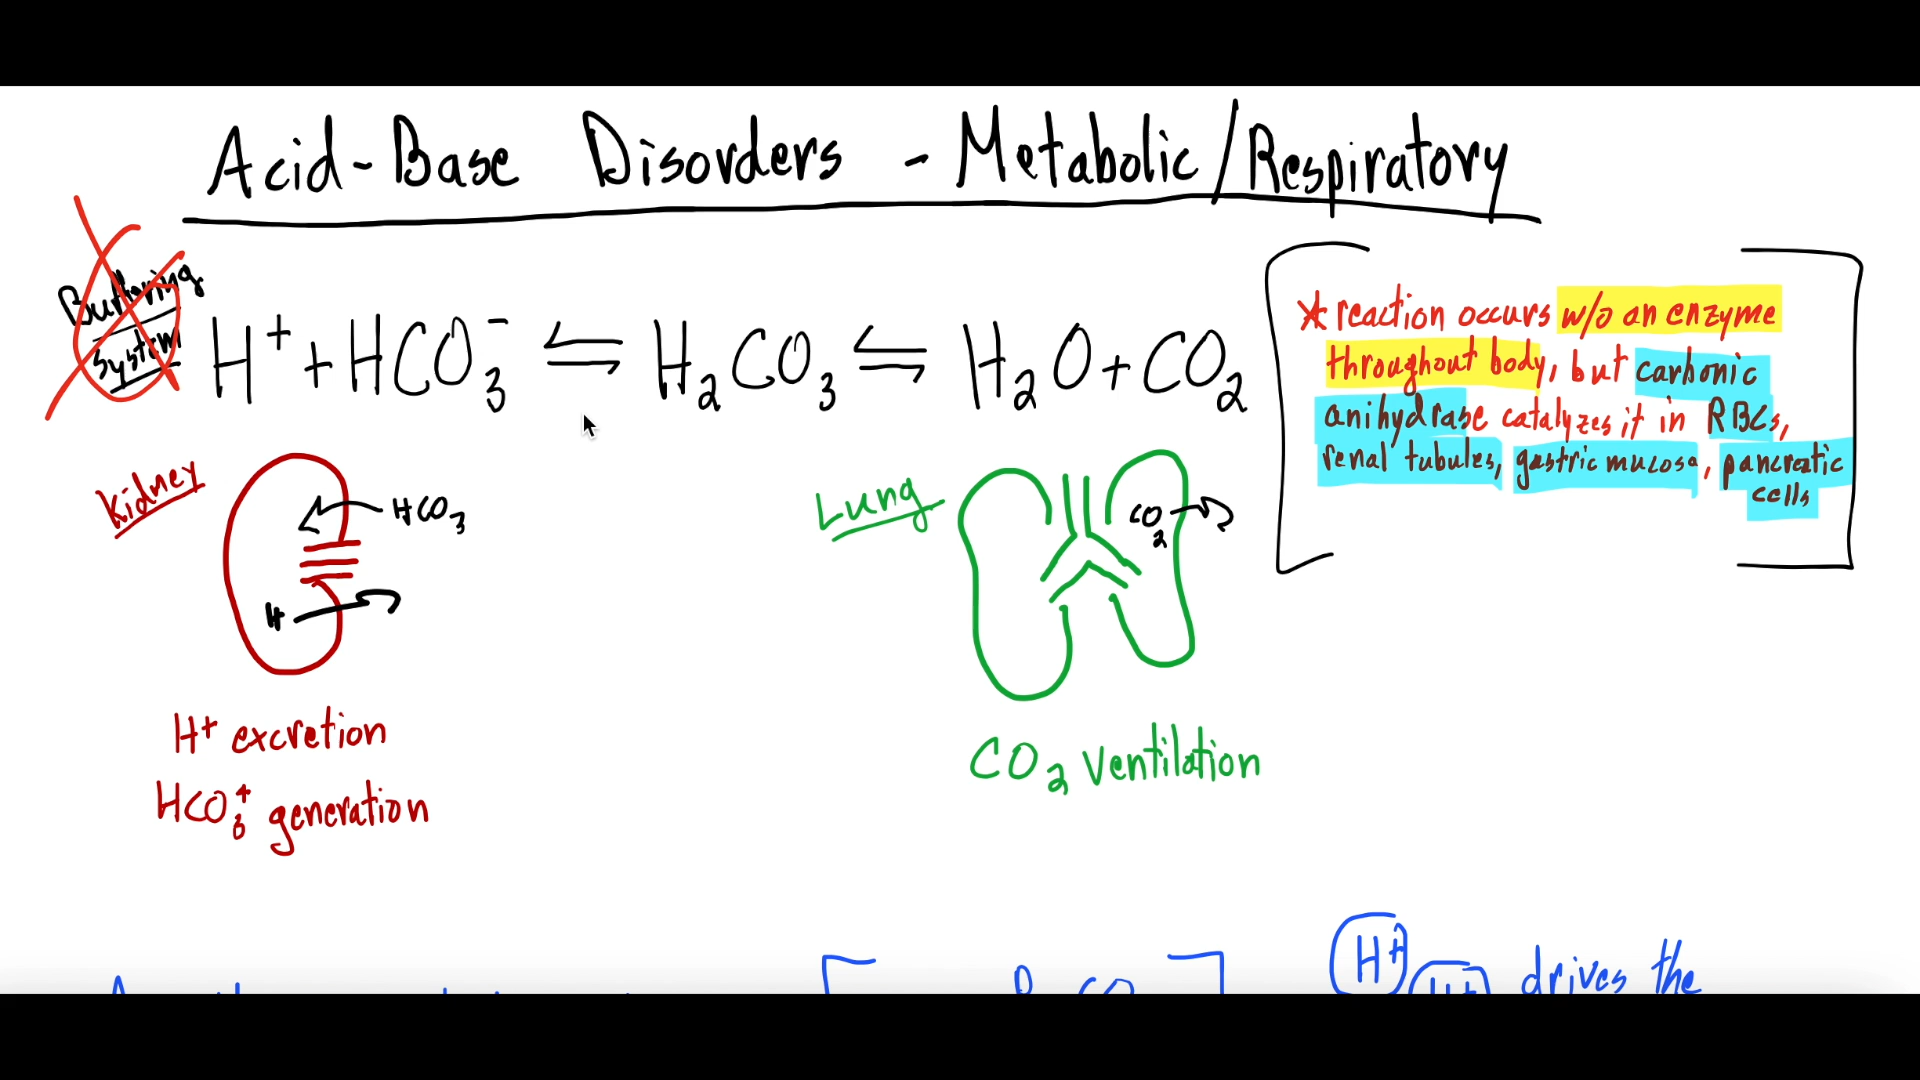 Acid-Base Disorders - Metabolic/Respiratory
Buffering
system
H⁺ + HCO₃⁻ ⇌ H₂CO₃ ⇌ H₂O + CO₂
* reaction occurs w/o an enzyme
throughout body, but carbonic
anihydrase catalyzes it in RBCs,
renal tubules, gastric mucosa, pancreatic
cells
Kidney
HCO₃
H
Lung
CO₂
H⁺ excretion
HCO₃⁺ generation
CO₂ ventilation
H⁺
drives the